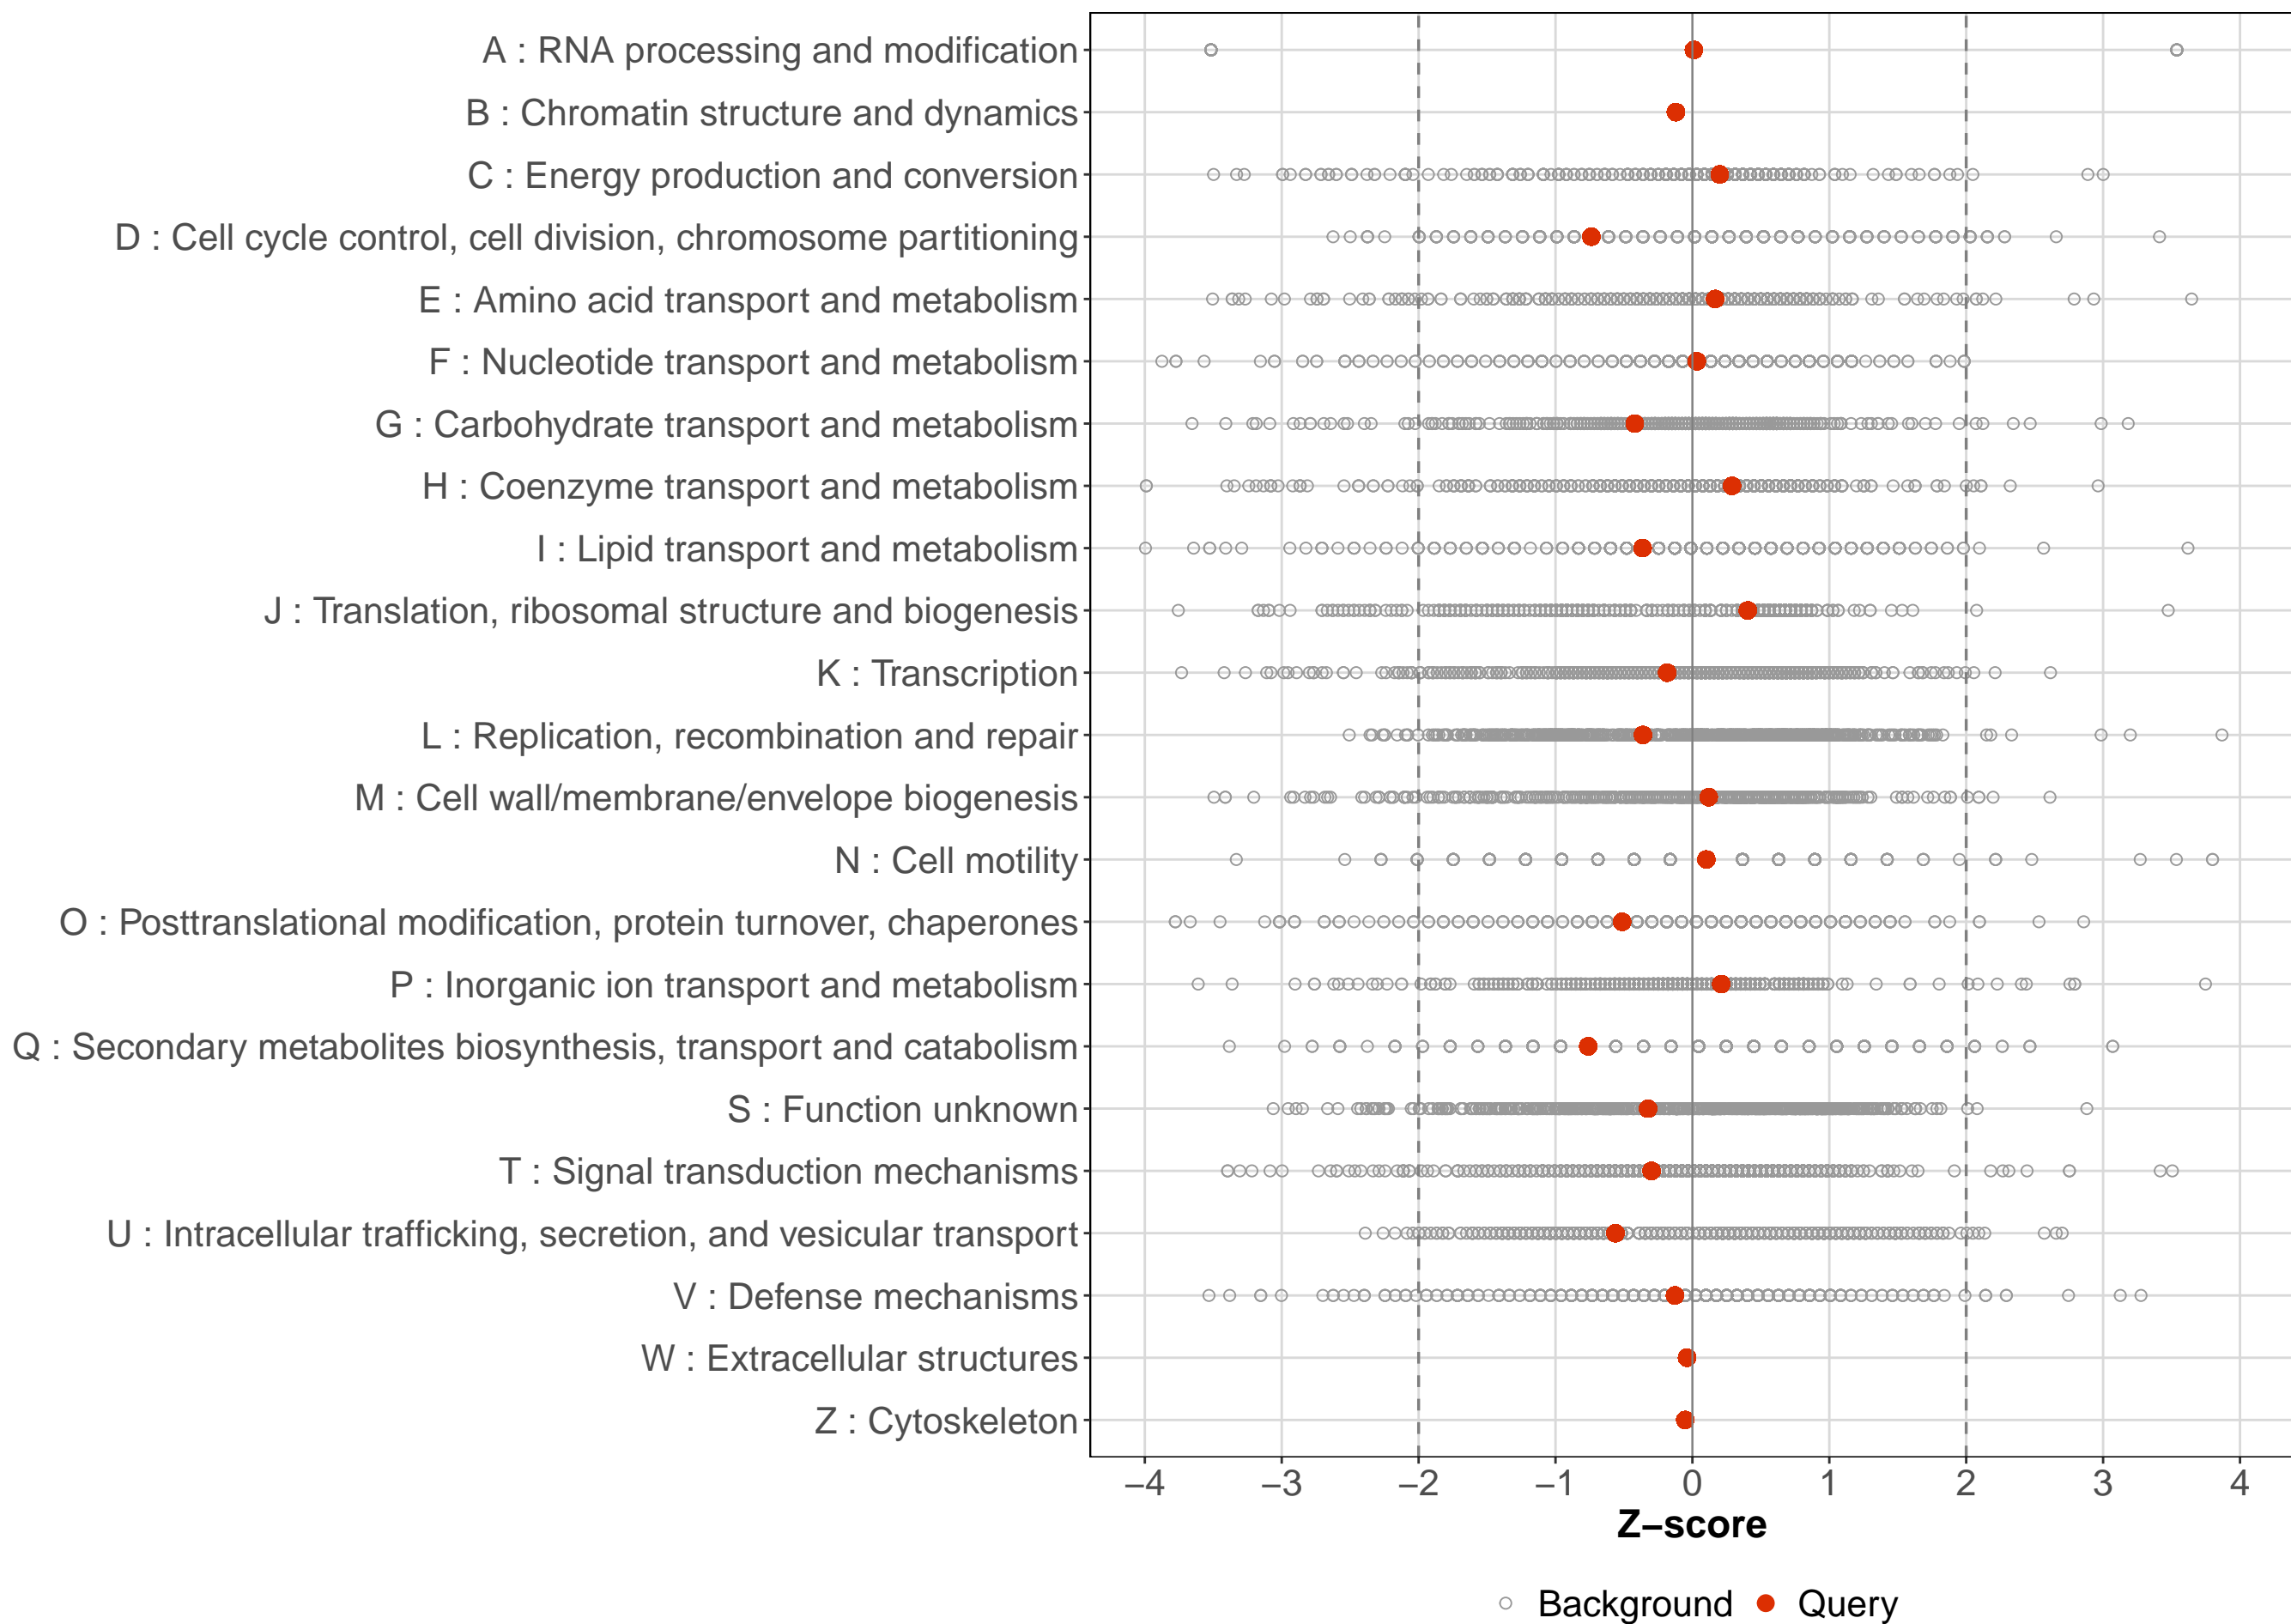 A : RNA processing and modification
B : Chromatin structure and dynamics
C : Energy production and conversion
D : Cell cycle control, cell division, chromosome partitioning
E : Amino acid transport and metabolism
F : Nucleotide transport and metabolism
G : Carbohydrate transport and metabolism
H : Coenzyme transport and metabolism
I : Lipid transport and metabolism
J : Translation, ribosomal structure and biogenesis
K : Transcription
L : Replication, recombination and repair
M : Cell wall/membrane/envelope biogenesis
N : Cell motility
O : Posttranslational modification, protein turnover, chaperones
P : Inorganic ion transport and metabolism
Q : Secondary metabolites biosynthesis, transport and catabolism
S : Function unknown
T : Signal transduction mechanisms
U : Intracellular trafficking, secretion, and vesicular transport
V : Defense mechanisms
W : Extracellular structures
Z : Cytoskeleton
−4 −3 −2 −1 0 1 2 3 4
Z−score
Background Query